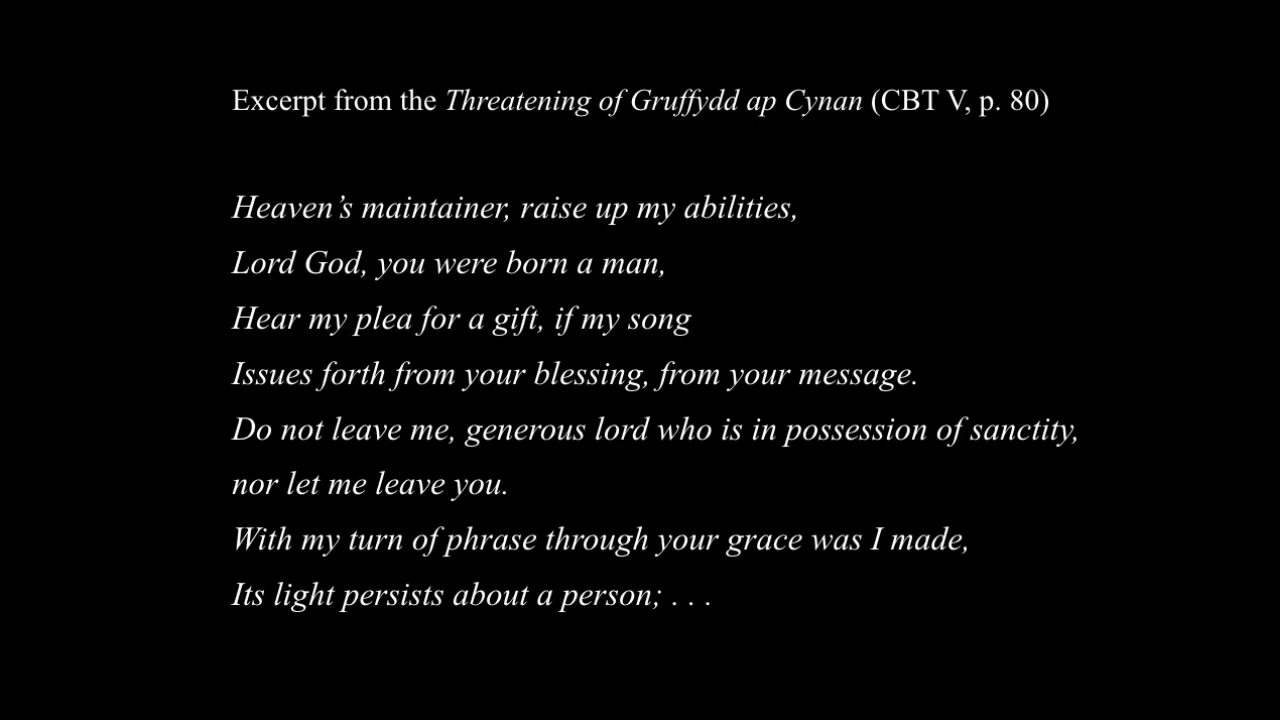 Excerpt from the Threatening of Gruffydd ap Cynan (CBT V, p. 80)
Heaven’s maintainer, raise up my abilities,
Lord God, you were born a man,
Hear my plea for a gift, if my song
Issues forth from your blessing, from your message.
Do not leave me, generous lord who is in possession of sanctity,
nor let me leave you.
With my turn of phrase through your grace was I made,
Its light persists about a person; . . .